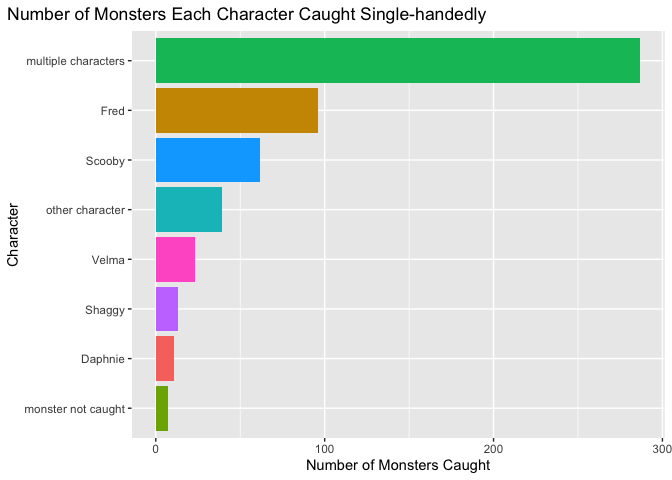 Number of Monsters Each Character Caught Single-handedly
multiple characters
Fred
Scooby
other character
Velma
Shaggy
Daphnie
monster not caught
Character
0 100 200 300
Number of Monsters Caught